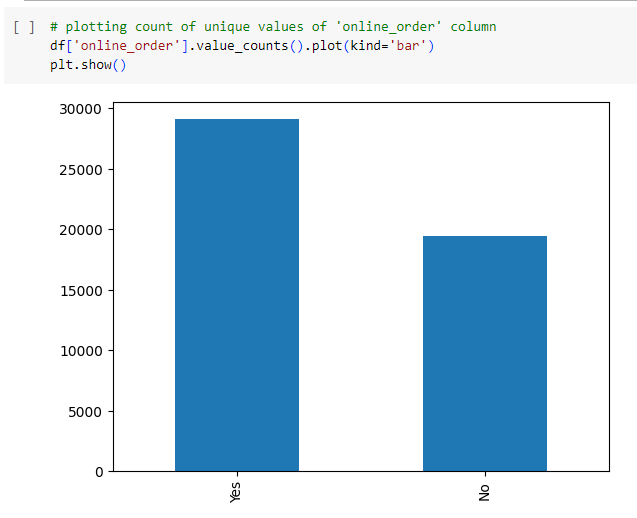 [ ] # plotting count of unique values of 'online_order' column
df['online_order'].value_counts().plot(kind='bar')
plt.show()
30000
25000
20000
15000
10000
5000
0
Yes
No